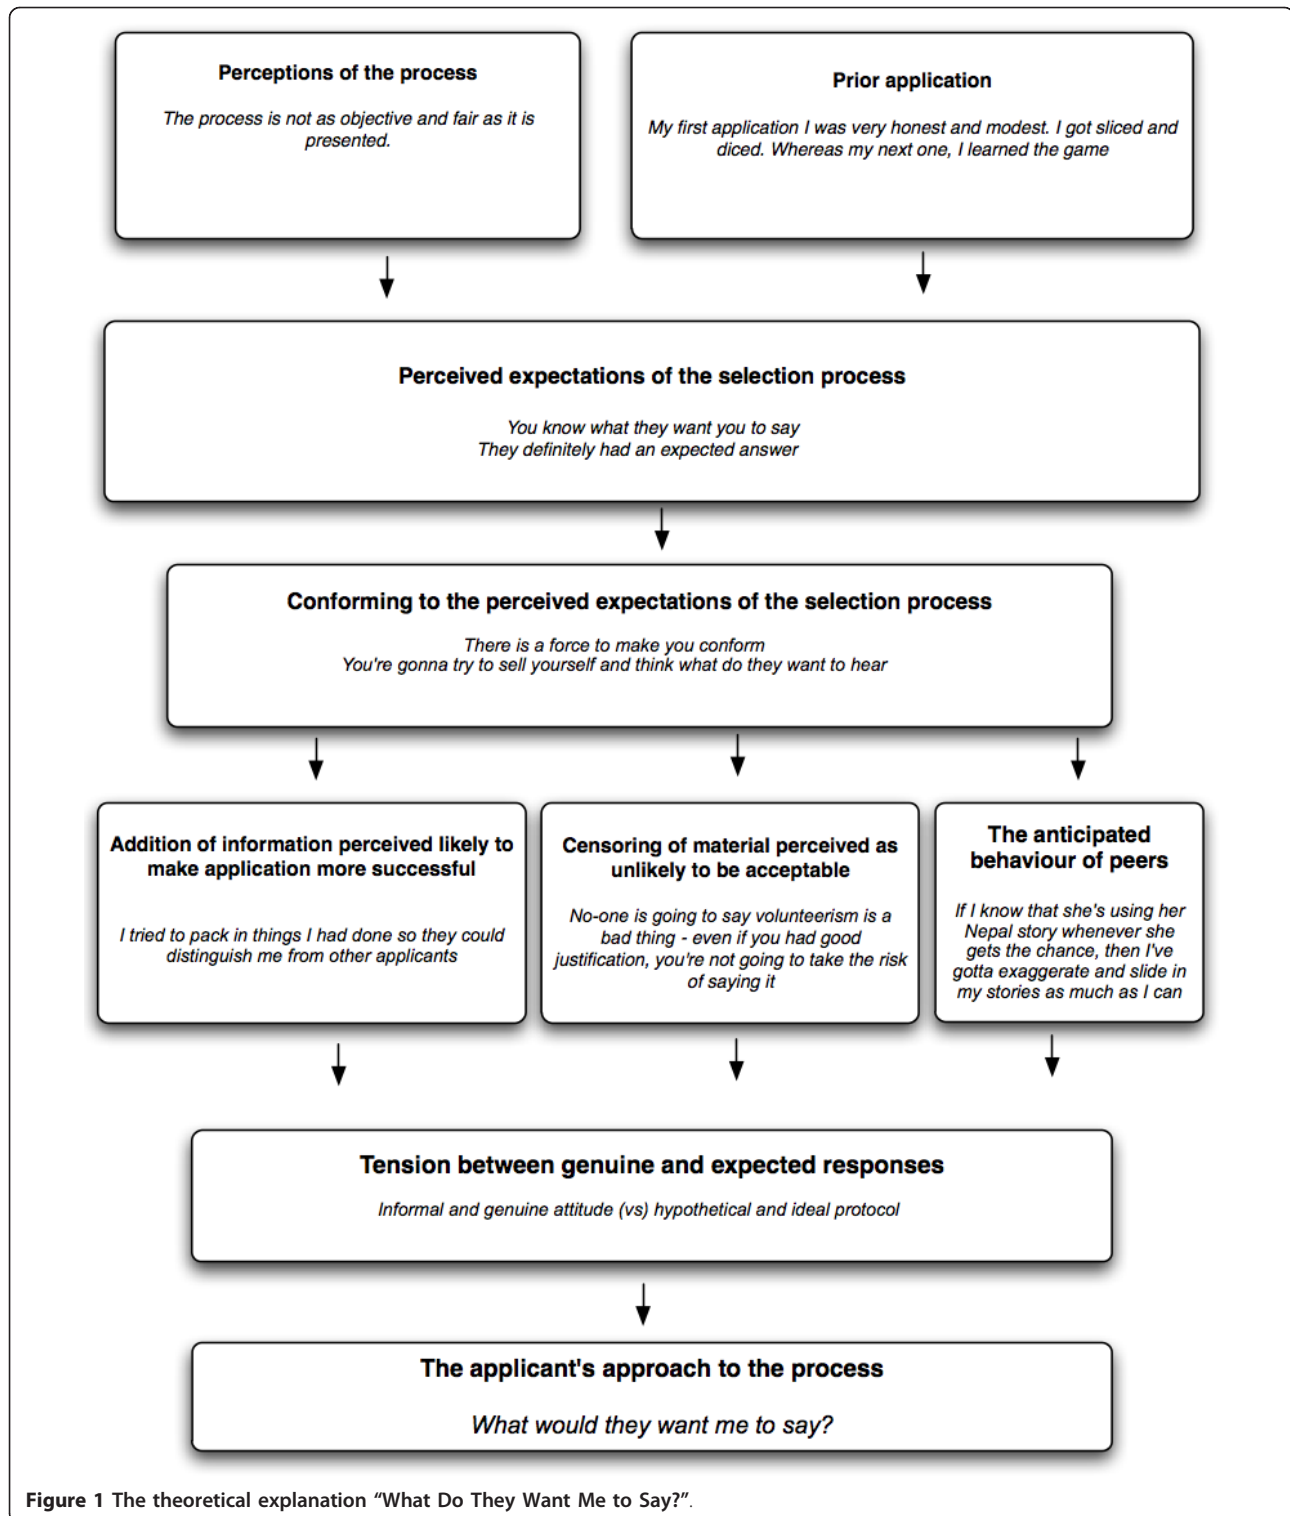 Perceptions of the process
The process is not as objective and fair as it is
presented.
Prior application
My first application I was very honest and modest. I got sliced and
diced. Whereas my next one, I learned the game
Perceived expectations of the selection process
You know what they want you to say
They definitely had an expected answer
Conforming to the perceived expectations of the selection process
There is a force to make you conform
You're gonna try to sell yourself and think what do they want to hear
Addition of information perceived likely to
make application more successful
I tried to pack in things I had done so they could
distinguish me from other applicants
Censoring of material perceived as
unlikely to be acceptable
No-one is going to say volunteerism is a
bad thing - even if you had good
justification, you're not going to take the risk
of saying it
The anticipated
behaviour of peers
If I know that she's using her
Nepal story whenever she
gets the chance, then I've
gotta exaggerate and slide in
my stories as much as I can
Tension between genuine and expected responses
Informal and genuine attitude (vs) hypothetical and ideal protocol
The applicant's approach to the process
What would they want me to say?
Figure 1 The theoretical explanation “What Do They Want Me to Say?”.